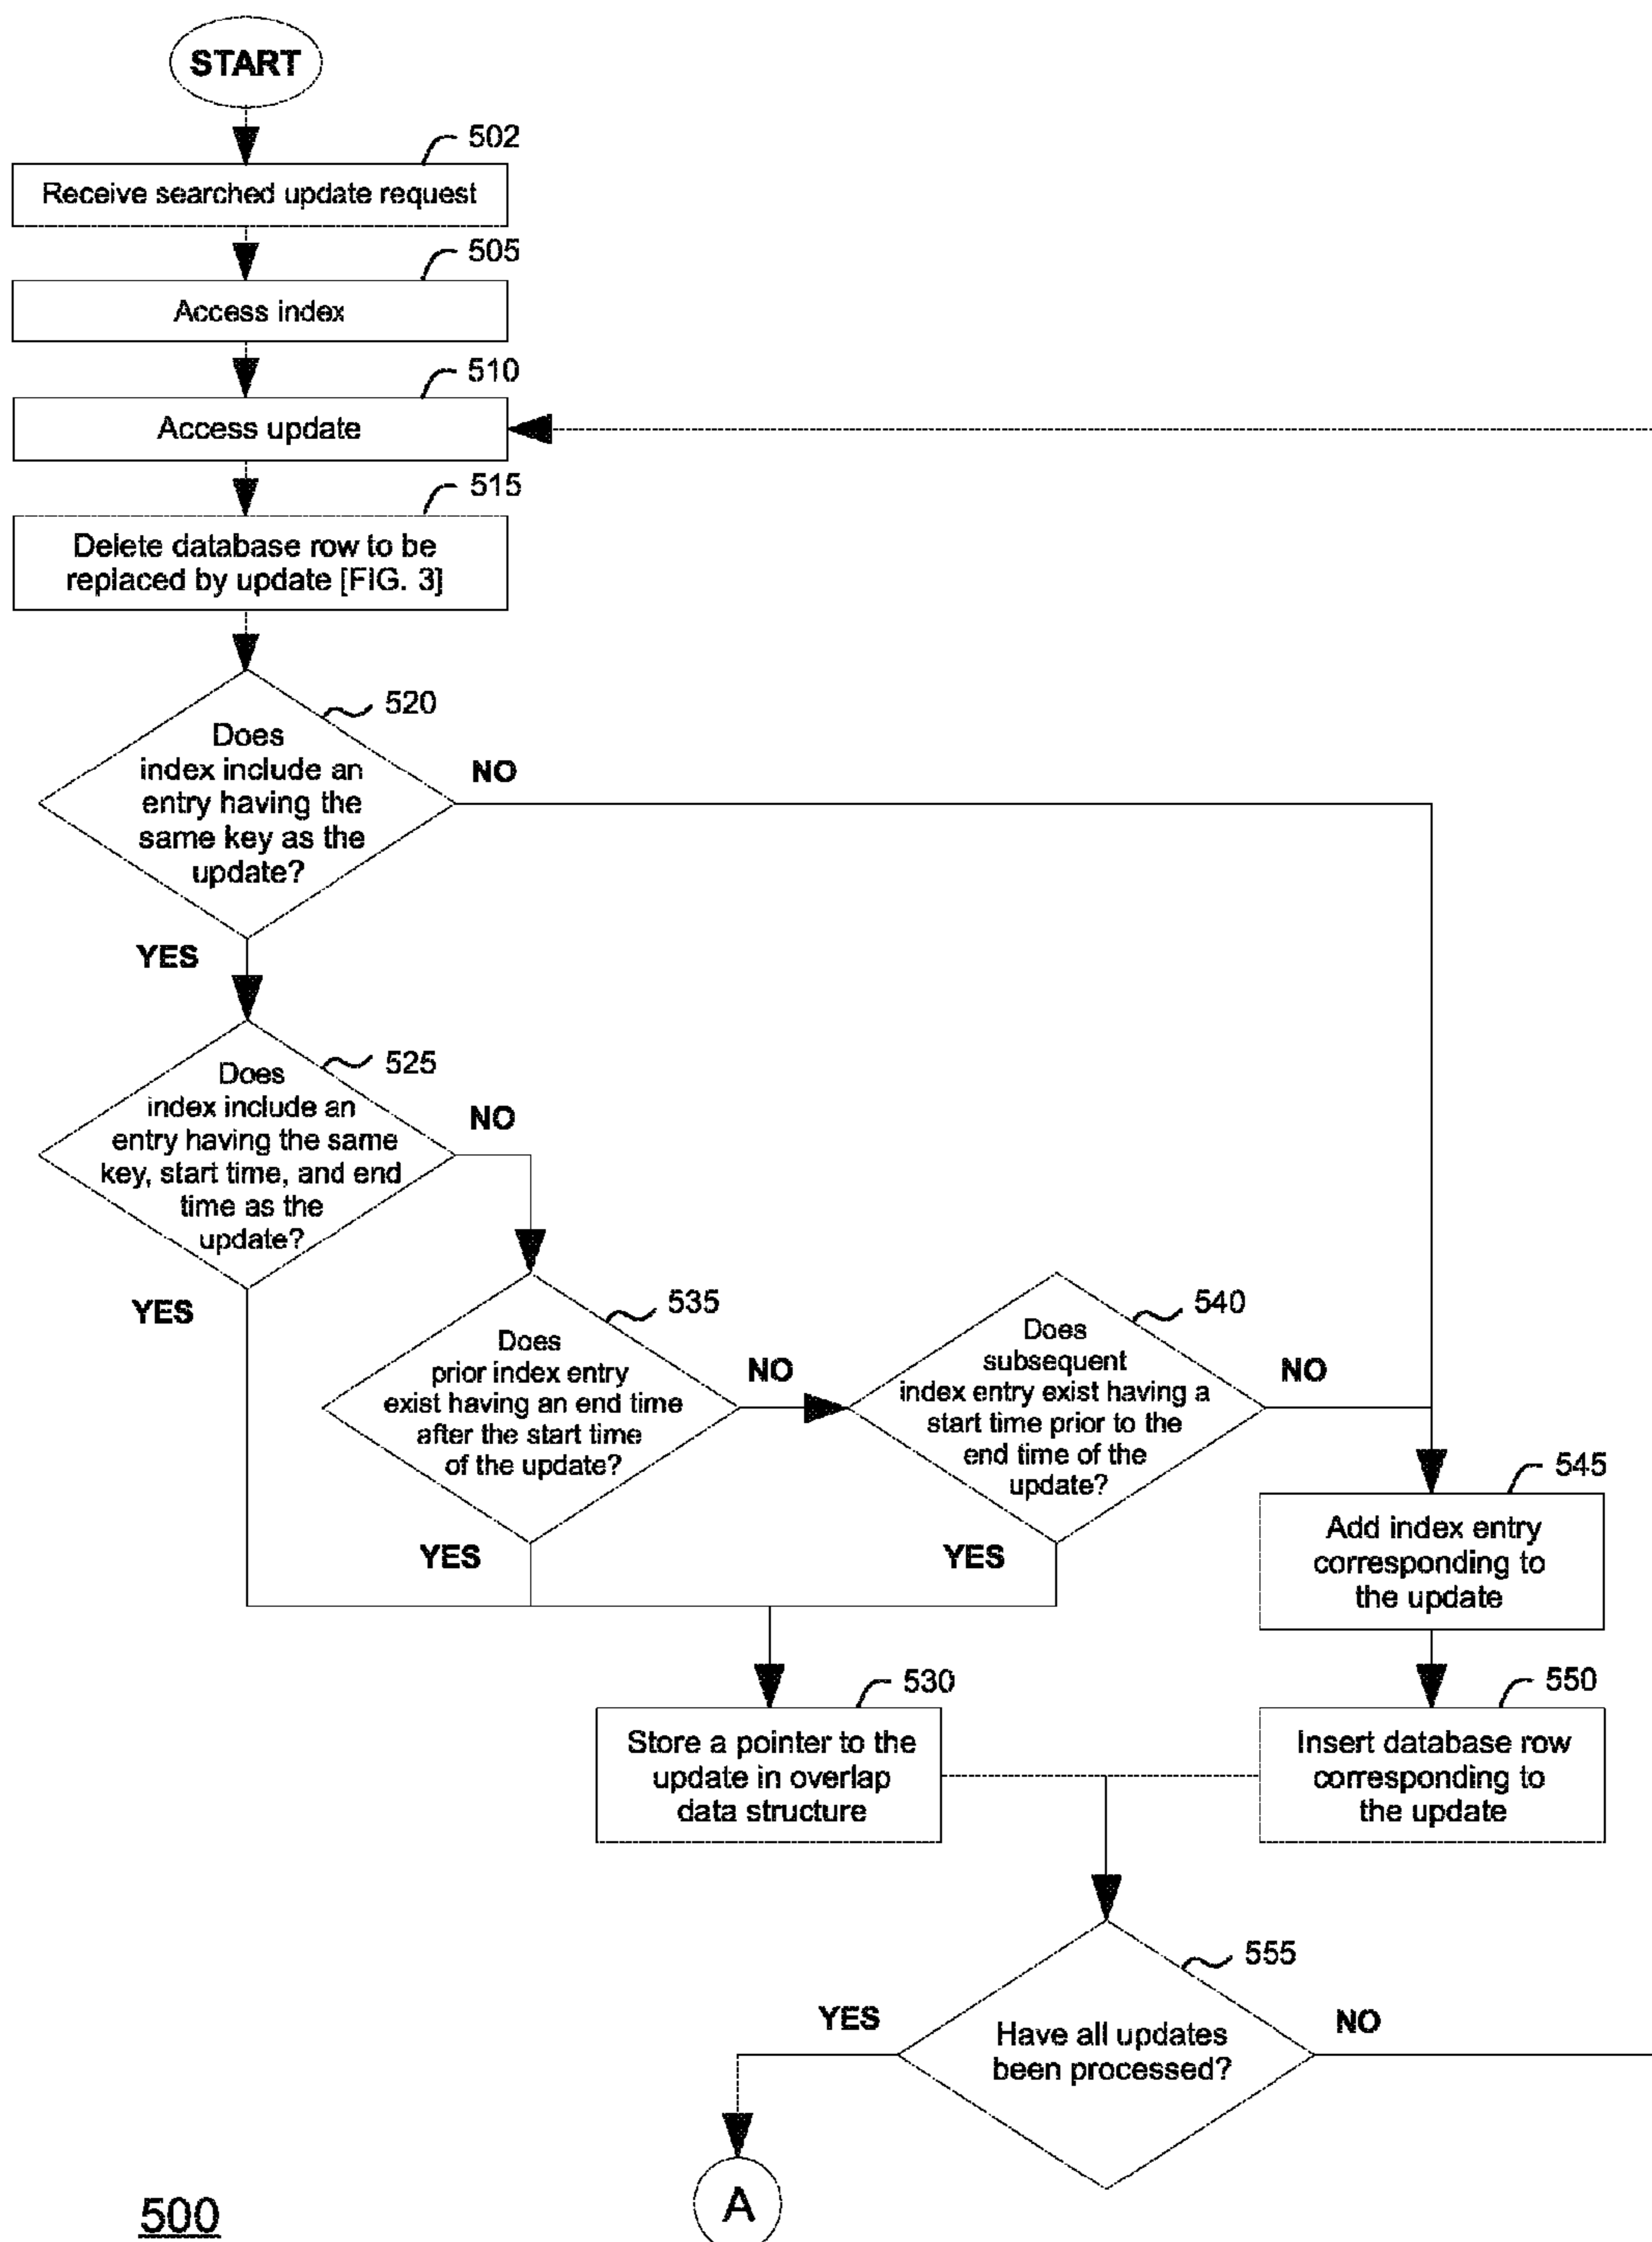 START
502
Receive searched update request
505
Access index
510
Access update
515
Delete database row to be
replaced by update [FIG. 3]
520
Does
index include an
entry having the
same key as the
update?
NO
YES
525
Does
index include an
entry having the same
key, start time, and end
time as the
update?
NO
YES
535
Does
prior index entry
exist having an end time
after the start time
of the update?
NO
YES
540
Does
subsequent
index entry exist having a
start time prior to the
end time of the
update?
NO
YES
545
Add index entry
corresponding to
the update
530
Store a pointer to the
update in overlap
data structure
550
Insert database row
corresponding to
the update
555
Have all updates
been processed?
YES
NO
A
500